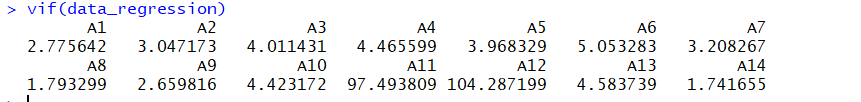 > vif(data_regression)
A1 A2 A3 A4 A5 A6 A7
2.775642 3.047173 4.011431 4.465599 3.968329 5.053283 3.208267
A8 A9 A10 A11 A12 A13 A14
1.793299 2.659816 4.423172 97.493809 104.287199 4.583739 1.741655
>